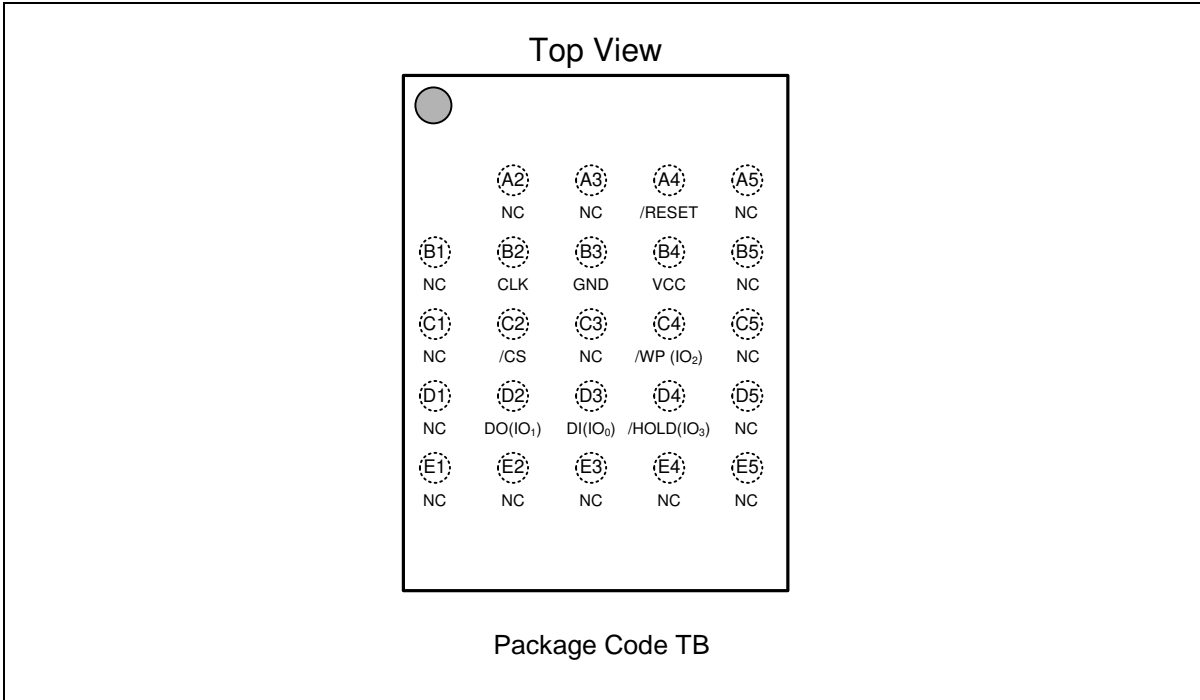 Top View
A2 A3 A4 A5
NC NC /RESET NC
B1 B2 B3 B4 B5
NC CLK GND VCC NC
C1 C2 C3 C4 C5
NC /CS NC /WP (IO₂) NC
D1 D2 D3 D4 D5
NC DO(IO₁) DI(IO₀) /HOLD(IO₃) NC
E1 E2 E3 E4 E5
NC NC NC NC NC
Package Code TB